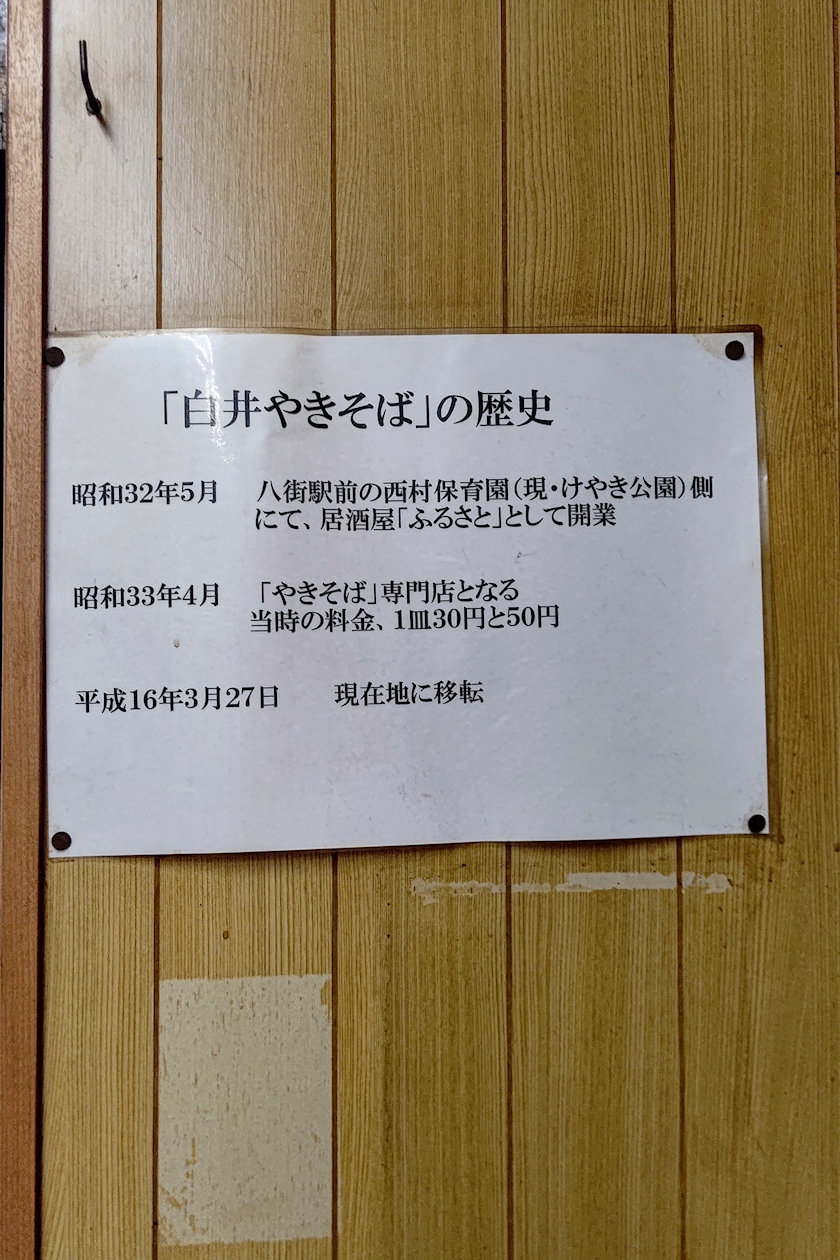 「白井やきそば」の歴史
昭和32年5月 八街駅前の西村保育園(現・けやき公園)側
にて、居酒屋「ふるさと」として開業
昭和33年4月 「やきそば」専門店となる
当時の料金、1皿30円と50円
平成16年3月27日 現在地に移転